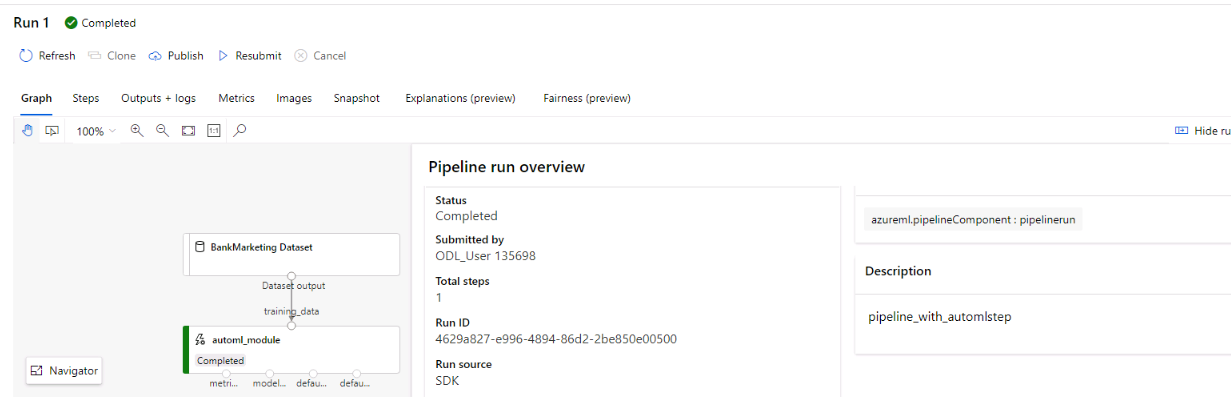 Run 1 Completed
Refresh Clone Publish Resubmit Cancel
Graph Steps Outputs + logs Metrics Images Snapshot Explanations (preview) Fairness (preview)
100% 1:1 Hide ru
Pipeline run overview
Status
Completed
Submitted by
ODL_User 135698
Total steps
1
Run ID
4629a827-e996-4894-86d2-2be850e00500
Run source
SDK
azureml.pipelineComponent : pipelinerun
Description
pipeline_with_automlstep
BankMarketing Dataset
Dataset output
training_data
automl_module
Completed
metri... model... defau... defau...
Navigator